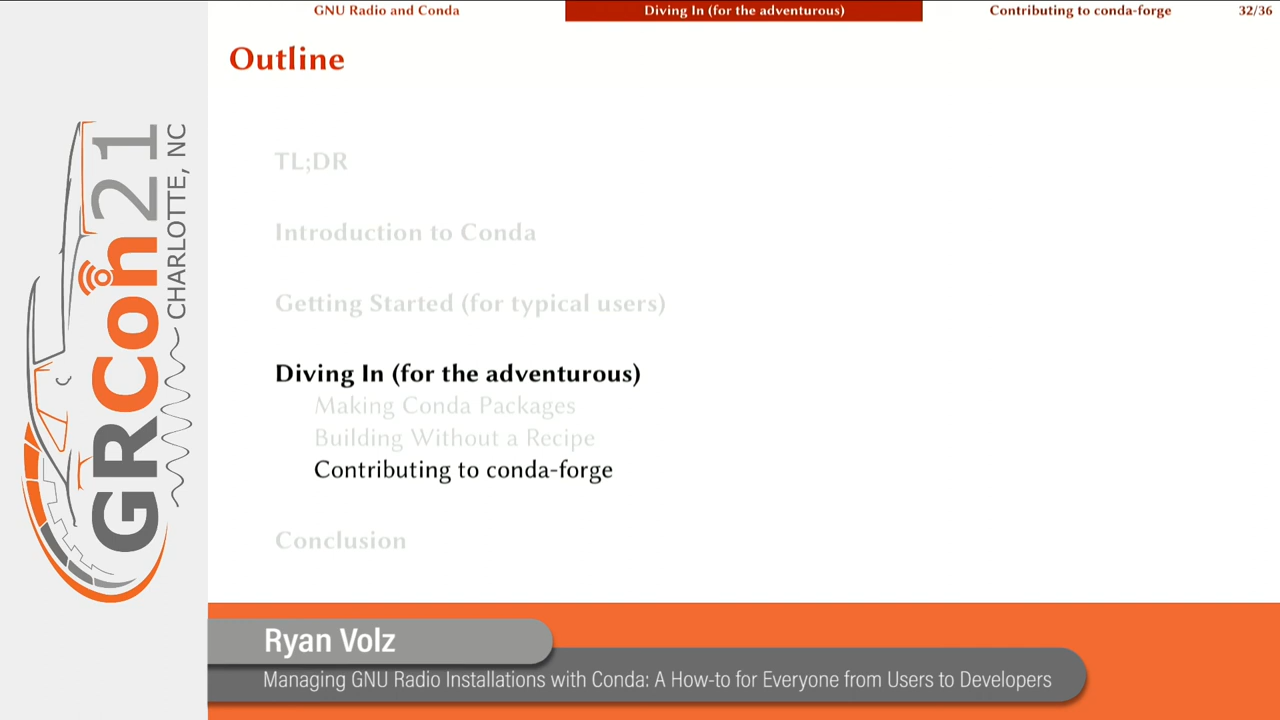 GNU Radio and Conda
Diving In (for the adventurous)
Contributing to conda-forge
32/36
Outline
TL;DR
Introduction to Conda
Getting Started (for typical users)
Diving In (for the adventurous)
Making Conda Packages
Building Without a Recipe
Contributing to conda-forge
Conclusion
GRCon21
CHARLOTTE, NC
Ryan Volz
Managing GNU Radio Installations with Conda: A How-to for Everyone from Users to Developers